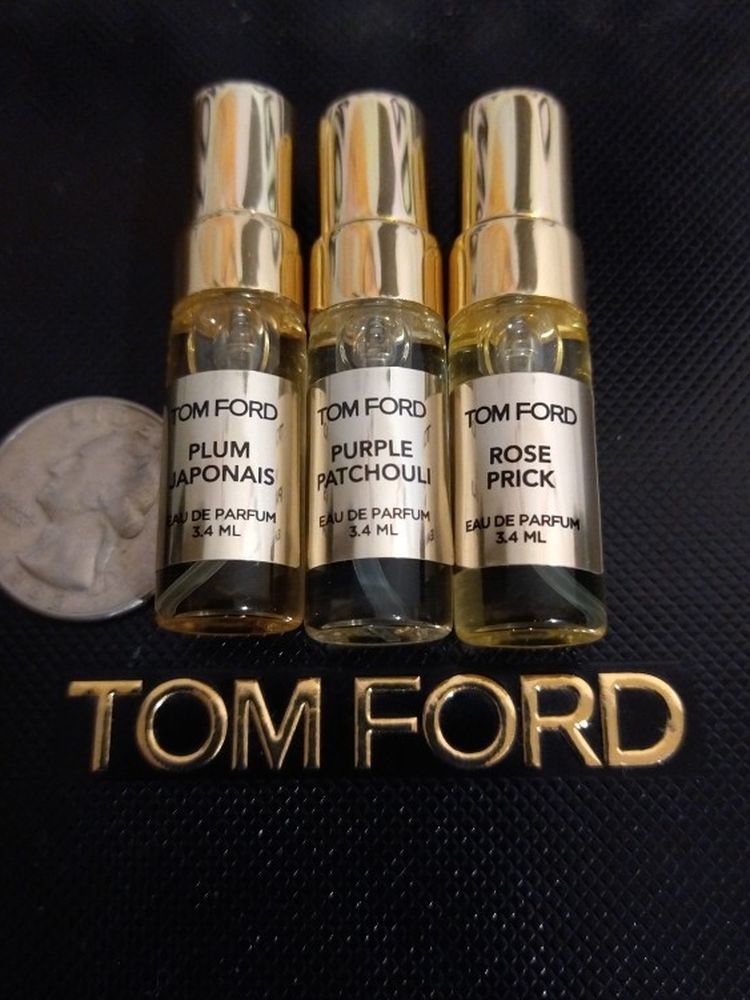 TOM FORD
PLUM
JAPONAIS
EAU DE PARFUM
3.4 ML
TOM FORD
PURPLE
PATCHOULI
EAU DE PARFUM
3.4 ML
TOM FORD
ROSE
PRICK
EAU DE PARFUM
3.4 ML
TOM FORD